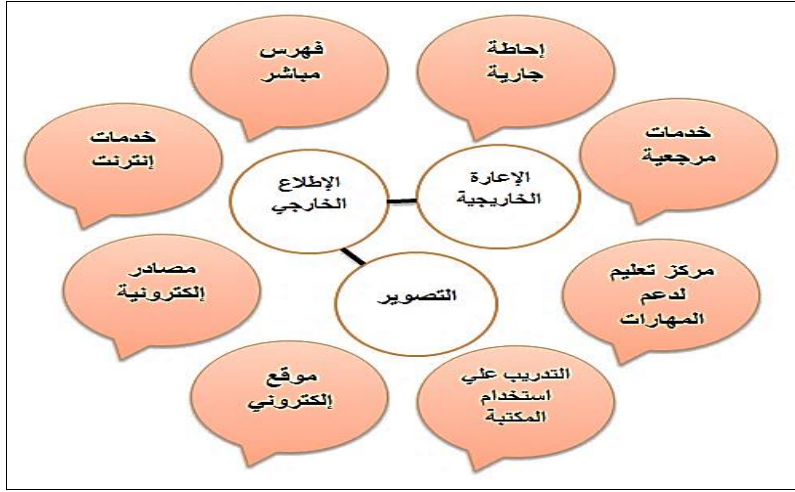 إحاطة
جارية
فهرس
مباشر
خدمات
مرجعية
خدمات
إنترنت
الإعارة
الخاريجية
الإطلاع
الخارجي
مركز تعليم
لدعم
المهارات
مصادر
إلكترونية
التصوير
التدريب علي
استخدام
المكتبة
موقع
إلكتروني